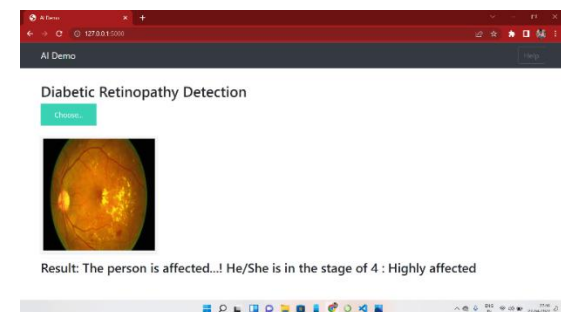 AI Demo
127.0.0.1:5000
AI Demo
Help
Diabetic Retinopathy Detection
Choose..
Result: The person is affected...! He/She is in the stage of 4 : Highly affected
ENG